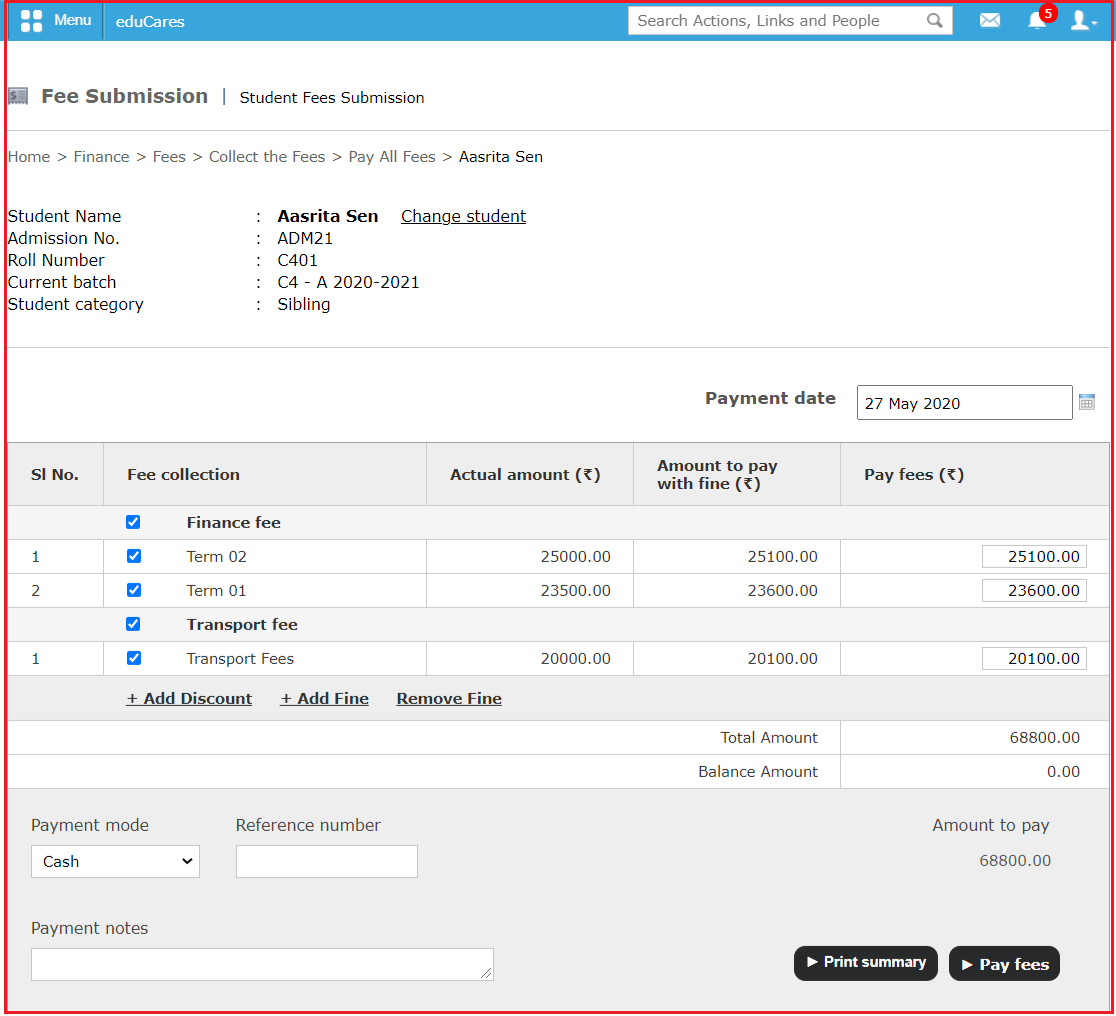 Menu eduCares Search Actions, Links and People 5
$ Fee Submission | Student Fees Submission
Home > Finance > Fees > Collect the Fees > Pay All Fees > Aasrita Sen
Student Name : Aasrita Sen Change student
Admission No. : ADM21
Roll Number : C401
Current batch : C4 - A 2020-2021
Student category : Sibling
Payment date 27 May 2020
Sl No. Fee collection Actual amount (₹) Amount to pay with fine (₹) Pay fees (₹)
Finance fee
1 Term 02 25000.00 25100.00 25100.00
2 Term 01 23500.00 23600.00 23600.00
Transport fee
1 Transport Fees 20000.00 20100.00 20100.00
+ Add Discount + Add Fine Remove Fine
Total Amount 68800.00
Balance Amount 0.00
Payment mode Reference number Amount to pay
Cash 68800.00
Payment notes
Print summary Pay fees